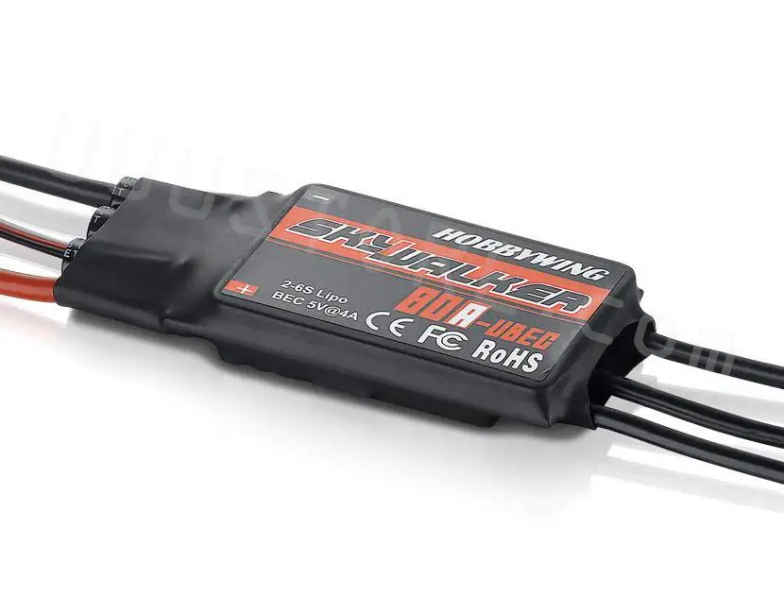 HOBBYWING
SKYWALKER
80A-UBEC
2-6S Lipo
BEC 5V@4A
CE FC RoHS